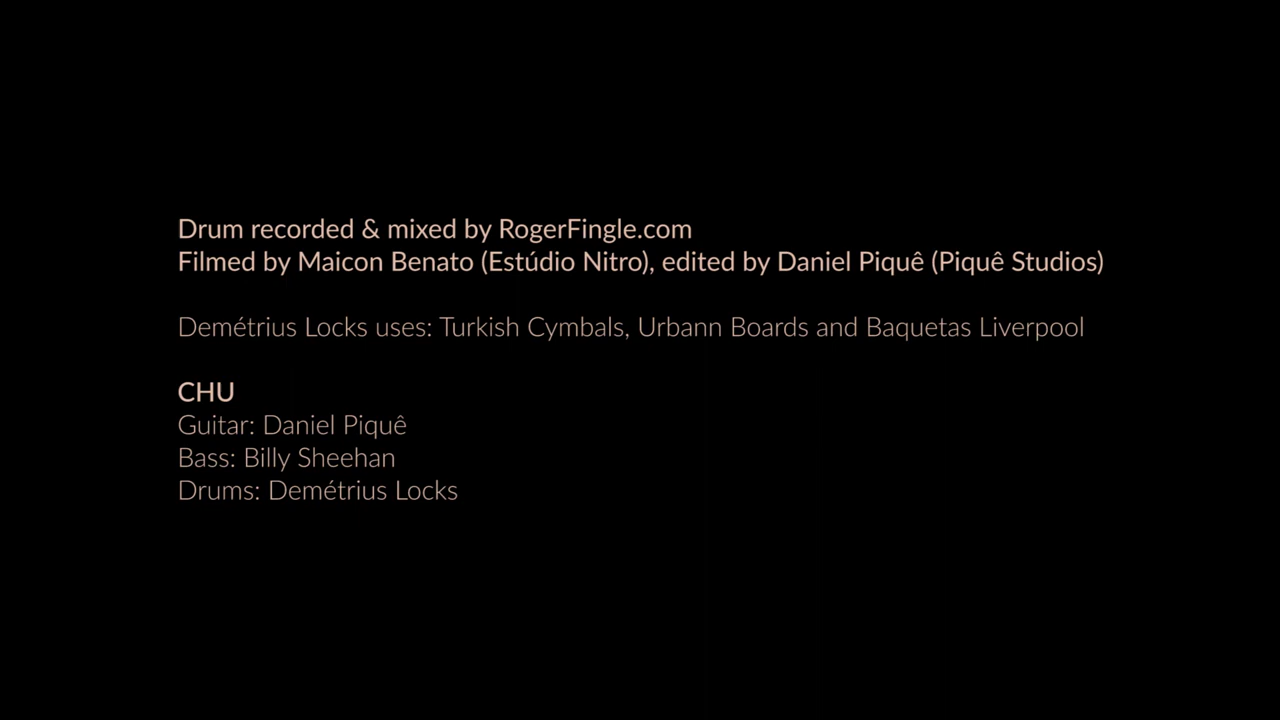 Drum recorded & mixed by RogerFingle.com
Filmed by Maicon Benato (Estúdio Nitro), edited by Daniel Piquê (Piquê Studios)
Demétrius Locks uses: Turkish Cymbals, Urbann Boards and Baquetas Liverpool
CHU
Guitar: Daniel Piquê
Bass: Billy Sheehan
Drums: Demétrius Locks